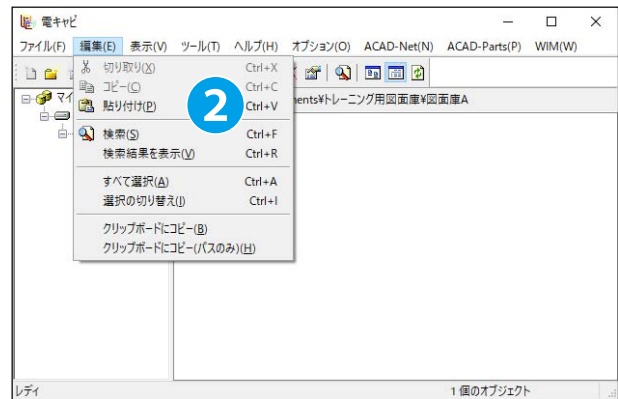 電キャビ
ファイル(F) 編集(E) 表示(V) ツール(T) ヘルプ(H) オプション(O) ACAD-Net(N) ACAD-Parts(P) WIM(W)
切り取り(X) Ctrl+X
コピー(C) Ctrl+C
貼り付け(P) Ctrl+V
2
マイ
ments¥トレーニング用図面庫¥図面庫A
検索(S) Ctrl+F
検索結果を表示(V) Ctrl+R
すべて選択(A) Ctrl+A
選択の切り替え(I) Ctrl+I
クリップボードにコピー(B)
クリップボードにコピー(パスのみ)(H)
レディ 1 個のオブジェクト